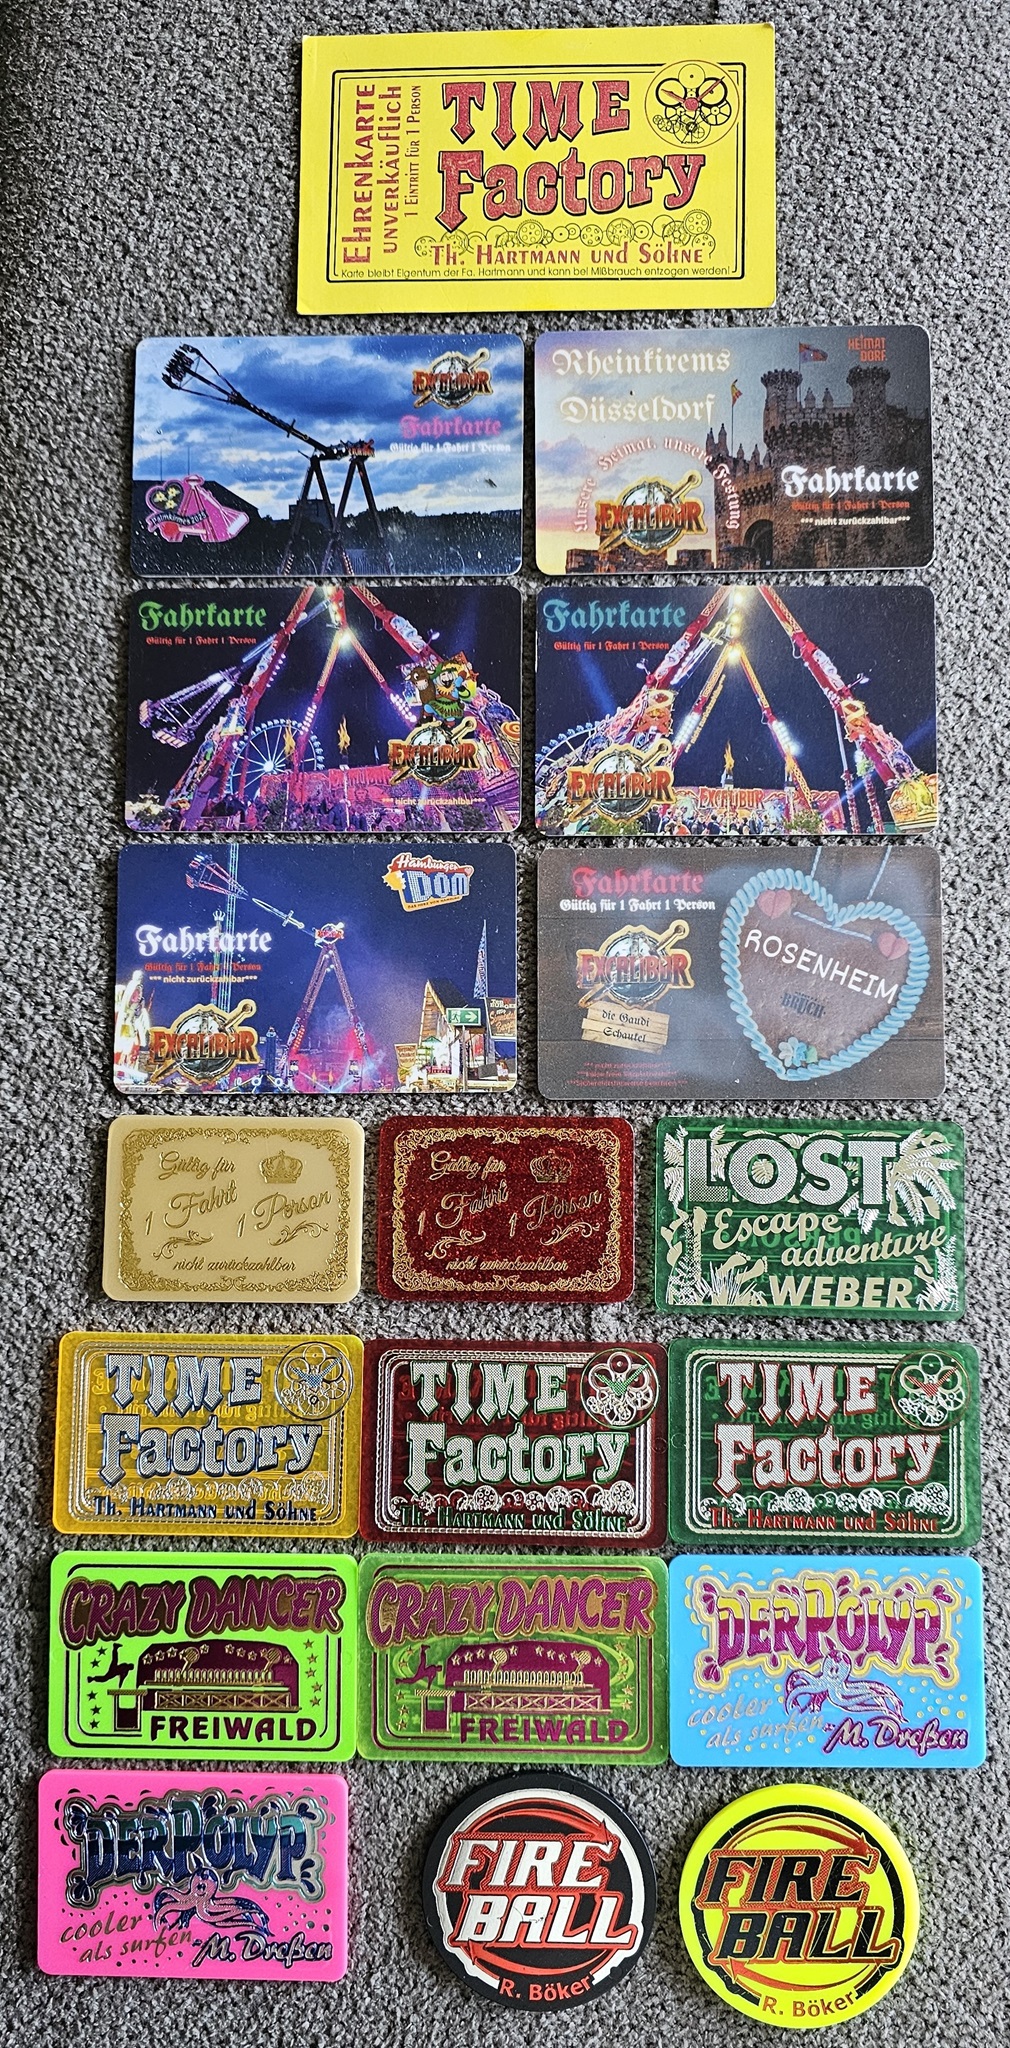 EHRENKARTE
UNVERKÄUFLICH
1 EINTRITT FÜR 1 PERSON
TIME
Factory
TH. HARTMANN UND SÖHNE
Karte bleibt Eigentum der Fa. Hartmann und kann bei Mißbrauch entzogen werden!
EXCALIBUR
Fahrkarte
Gültig für 1 Fahrt 1 Person
Palmkirmes 2023
Rheinkirems
Düsseldorf
HEIMAT
DORF.
Unsere Heimat, unsere Festung
EXCALIBUR
Fahrkarte
Gültig für 1 Fahrt 1 Person
*** nicht zurückzahlbar***
Fahrkarte
Gültig für 1 Fahrt 1 Person
EXCALIBUR
*** nicht zurückzahlbar***
Fahrkarte
Gültig für 1 Fahrt 1 Person
EXCALIBUR
EXCALIBUR
Hamburger
DOM
Fahrkarte
Gültig für 1 Fahrt 1 Person
*** nicht zurückzahlbar***
EXCALIBUR
Fahrkarte
Gültig für 1 Fahrt 1 Person
EXCALIBUR
die Gaudi
Schaukel
ROSENHEIM
BRÜCH
Gültig für
1 Fahrt 1 Person
nicht zurückzahlbar
Gültig für
1 Fahrt 1 Person
nicht zurückzahlbar
LOST
Escape
adventure
WEBER
TIME
Factory
TH. HARTMANN UND SÖHNE
TIME
Factory
TH. HARTMANN UND SÖHNE
TIME
Factory
TH. HARTMANN UND SÖHNE
CRAZY DANCER
FREIWALD
CRAZY DANCER
FREIWALD
DER POLYP
cooler
als surfen
M. Dreßen
DER POLYP
cooler
als surfen
M. Dreßen
FIRE
BALL
R. Böker
FIRE
BALL
R. Böker